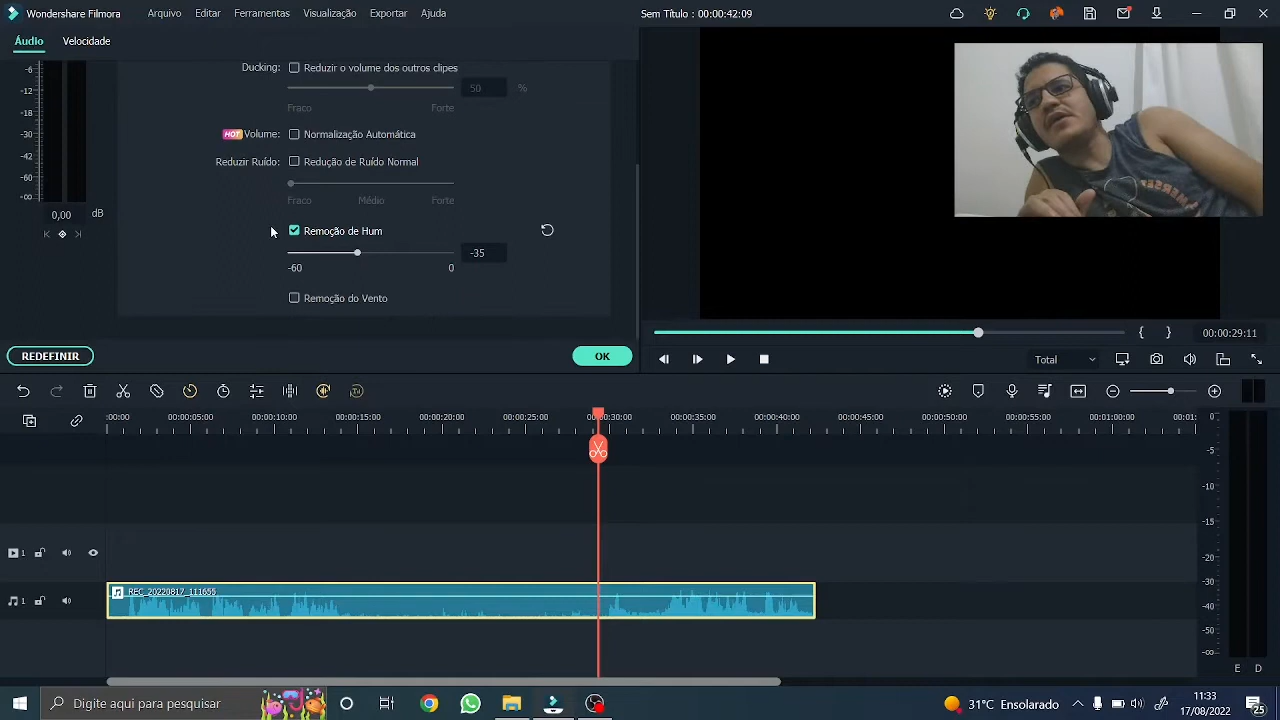 Wondershare Filmora
Arquivo
Editar
Ferramentas
Visualização
Exportar
Ajuda
Sem Título : 00:00:42:09
Áudio
Velocidade
-6
-12
-18
-30
-42
-60
-∞
0,00
dB
Ducking:
Reduzir o volume dos outros clipes
50
%
Fraco
Forte
HOT
Volume:
Normalização Automática
Reduzir Ruído:
Redução de Ruído Normal
Fraco
Médio
Forte
Remoção de Hum
-35
-60
0
Remoção do Vento
REDEFINIR
OK
{
}
00:00:29:11
Total
:00:00
00:00:05:00
00:00:10:00
00:00:15:00
00:00:20:00
00:00:25:00
00:00:30:00
00:00:35:00
00:00:40:00
00:00:45:00
00:00:50:00
00:00:55:00
00:01:00:00
00:01:
0
-5
-10
-15
-20
-30
-40
-50
-∞
E
D
1
1
REC_20220817_111655
Digite aqui para pesquisar
31°C Ensolarado
11:33
17/08/2022
25